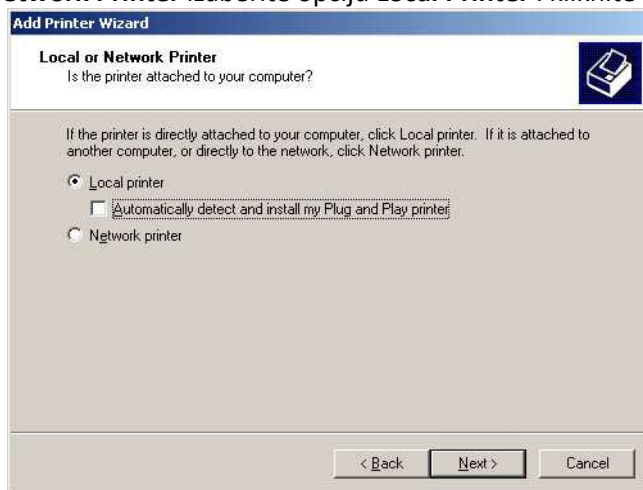 Printer
Local Printer
Add Printer Wizard
Local or Network Printer
Is the printer attached to your computer?
If the printer is directly attached to your computer, click Local printer. If it is attached to
another computer, or directly to the network, click Network printer.
Local printer
Automatically detect and install my Plug and Play printer
Network printer
< Back Next > Cancel